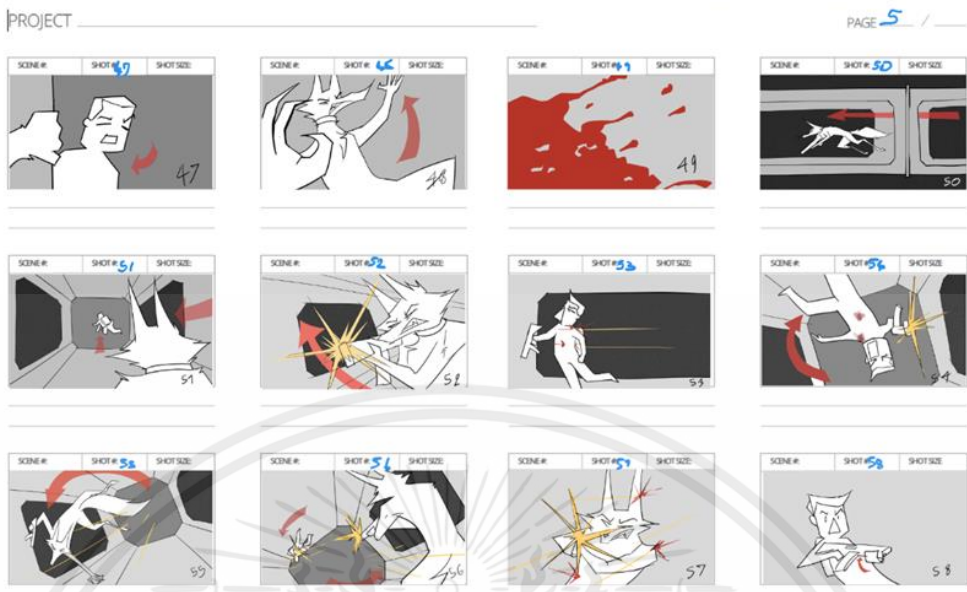 PROJECT
PAGE 5 /
SCENE #: SHOT #: 47 SHOT SIZE:
SCENE #: SHOT #: 48 SHOT SIZE:
SCENE #: SHOT #: 49 SHOT SIZE:
SCENE #: SHOT #: 50 SHOT SIZE:
47
48
49
50
SCENE #: SHOT #: 51 SHOT SIZE:
SCENE #: SHOT #: 52 SHOT SIZE:
SCENE #: SHOT #: 53 SHOT SIZE:
SCENE #: SHOT #: 54 SHOT SIZE:
51
52
53
54
SCENE #: SHOT #: 55 SHOT SIZE:
SCENE #: SHOT #: 56 SHOT SIZE:
SCENE #: SHOT #: 57 SHOT SIZE:
SCENE #: SHOT #: 58 SHOT SIZE:
55
56
57
58